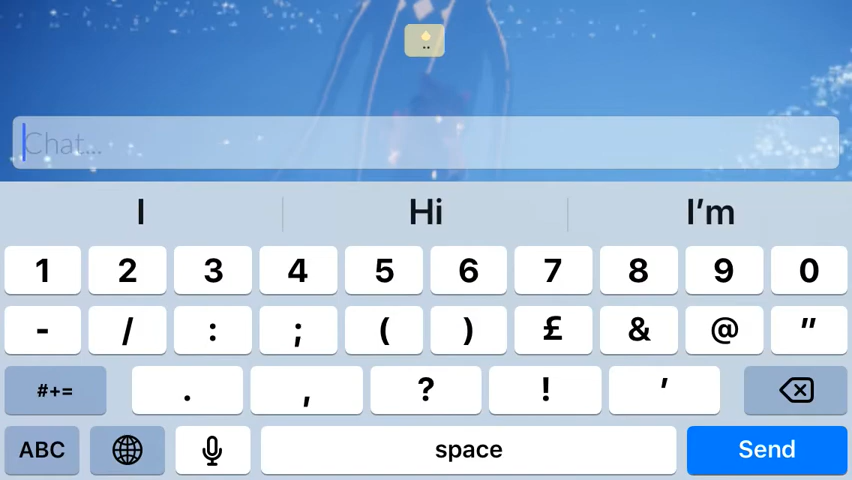 Chat...
I Hi I’m
1 2 3 4 5 6 7 8 9 0
- / : ; ( ) £ & @ "
#+= . , ? ! ’
ABC space Send